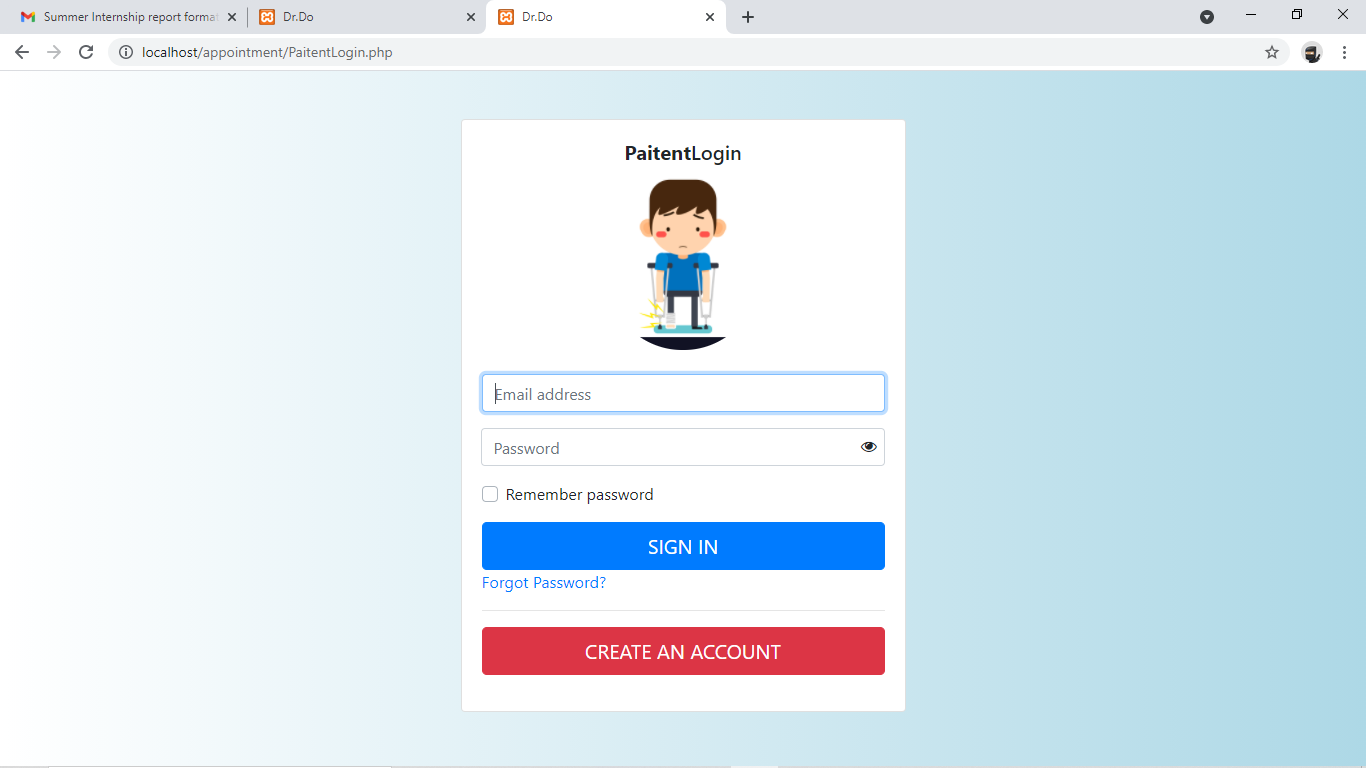 Summer Internship report forma
Dr.Do
Dr.Do
localhost/appointment/PaitentLogin.php
PaitentLogin
Email address
Password
Remember password
SIGN IN
Forgot Password?
CREATE AN ACCOUNT